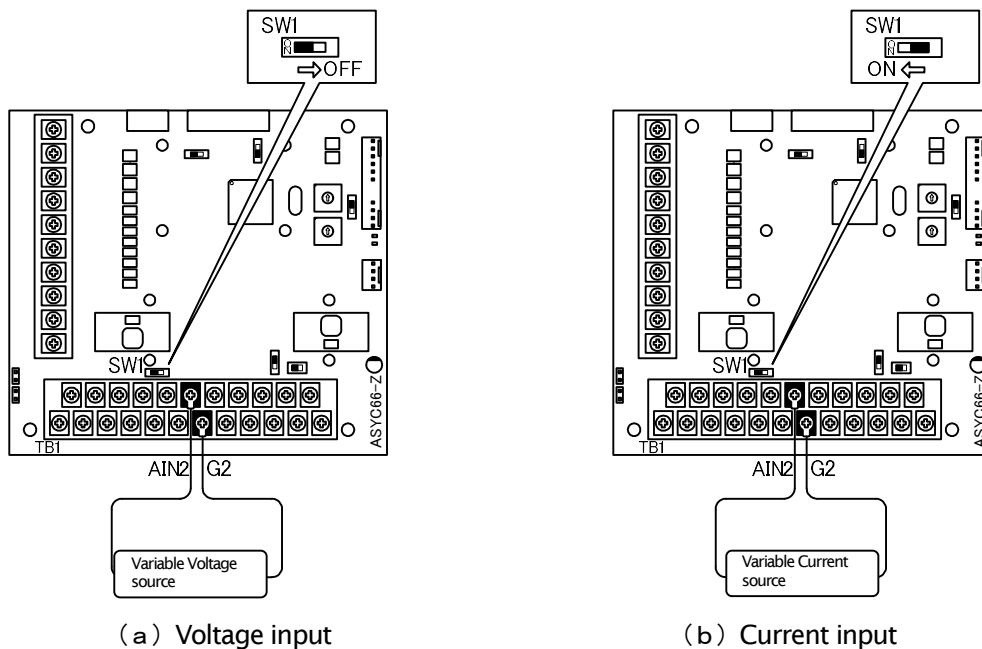 SW1
ON
⇨OFF
SW1
TB1
ASYC66-Z
AIN2 G2
Variable Voltage
source
(a) Voltage input
SW1
ON
ON⇦
SW1
TB1
ASYC66-Z
AIN2 G2
Variable Current
source
(b) Current input